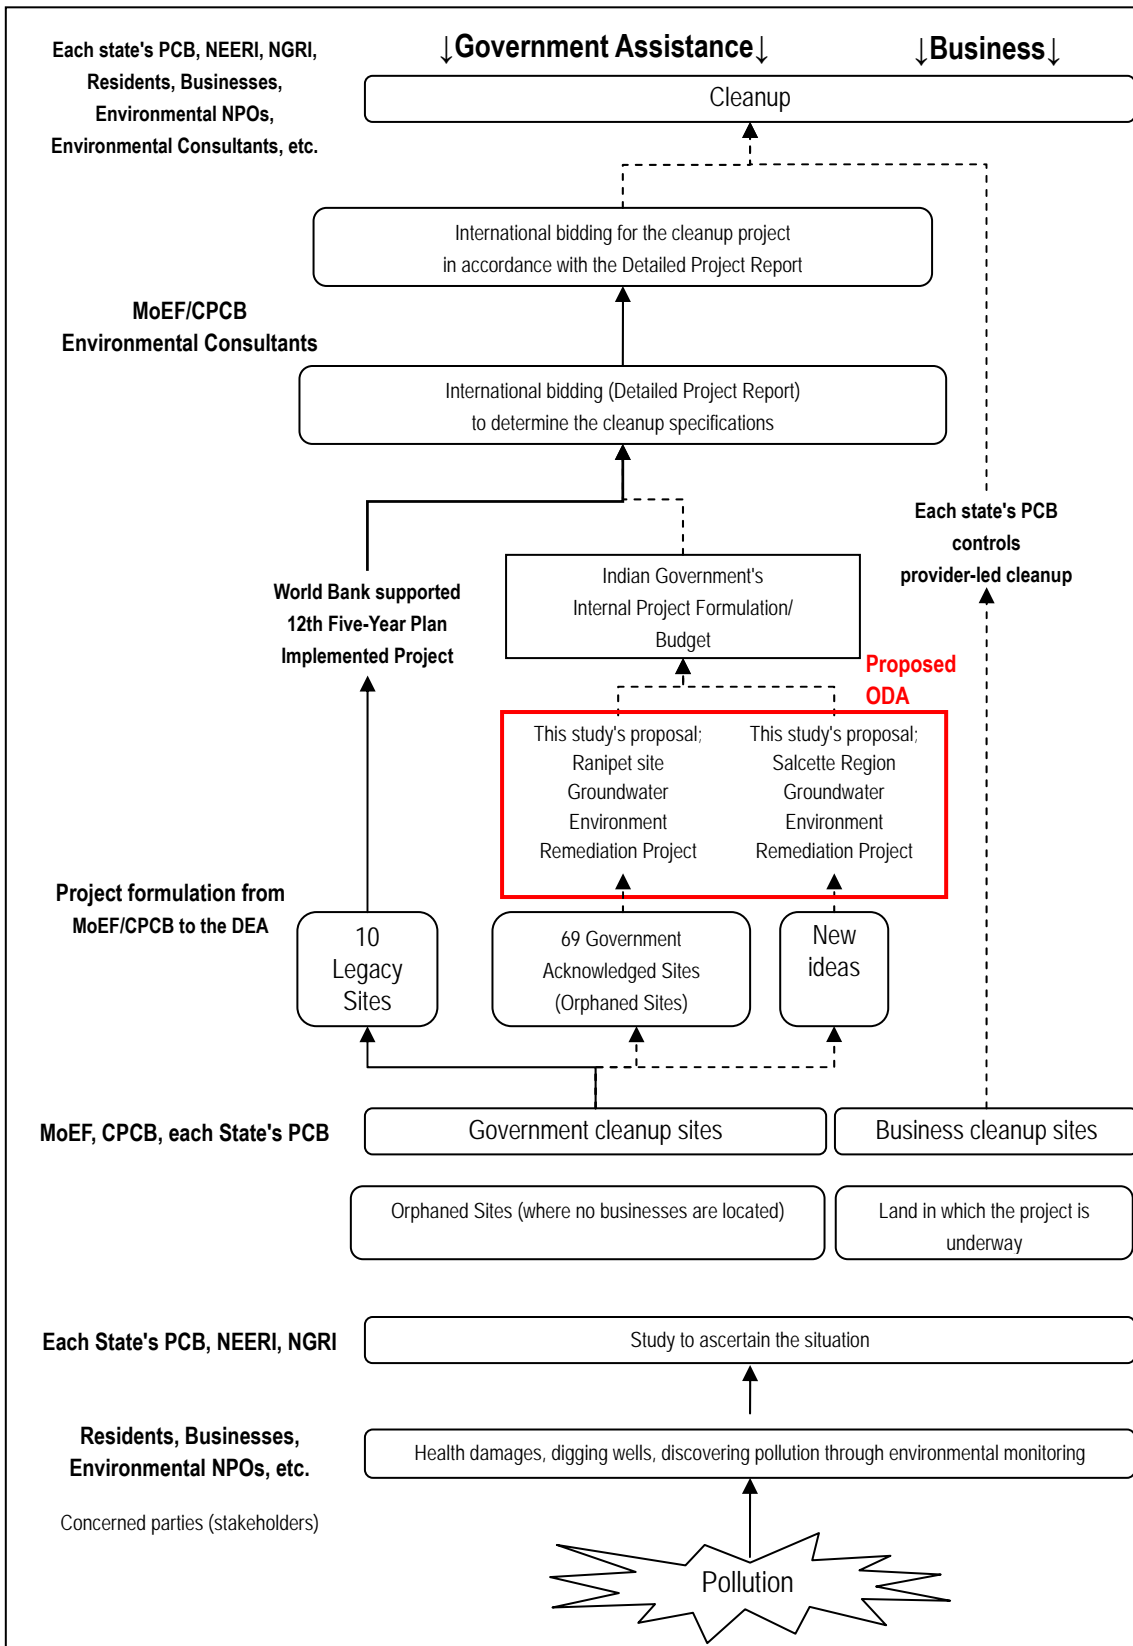 Each state's PCB, NEERI, NGRI,
Residents, Businesses,
Environmental NPOs,
Environmental Consultants, etc.
↓Government Assistance↓
↓Business↓
Cleanup
International bidding for the cleanup project
in accordance with the Detailed Project Report
MoEF/CPCB
Environmental Consultants
International bidding (Detailed Project Report)
to determine the cleanup specifications
Each state's PCB
controls
provider-led cleanup
World Bank supported
12th Five-Year Plan
Implemented Project
Indian Government's
Internal Project Formulation/
Budget
Proposed
ODA
This study's proposal;
Ranipet site
Groundwater
Environment
Remediation Project
This study's proposal;
Salcette Region
Groundwater
Environment
Remediation Project
Project formulation from
MoEF/CPCB to the DEA
10
Legacy
Sites
69 Government
Acknowledged Sites
(Orphaned Sites)
New
ideas
MoEF, CPCB, each State's PCB
Government cleanup sites
Business cleanup sites
Orphaned Sites (where no businesses are located)
Land in which the project is
underway
Each State's PCB, NEERI, NGRI
Study to ascertain the situation
Residents, Businesses,
Environmental NPOs, etc.
Health damages, digging wells, discovering pollution through environmental monitoring
Concerned parties (stakeholders)
Pollution